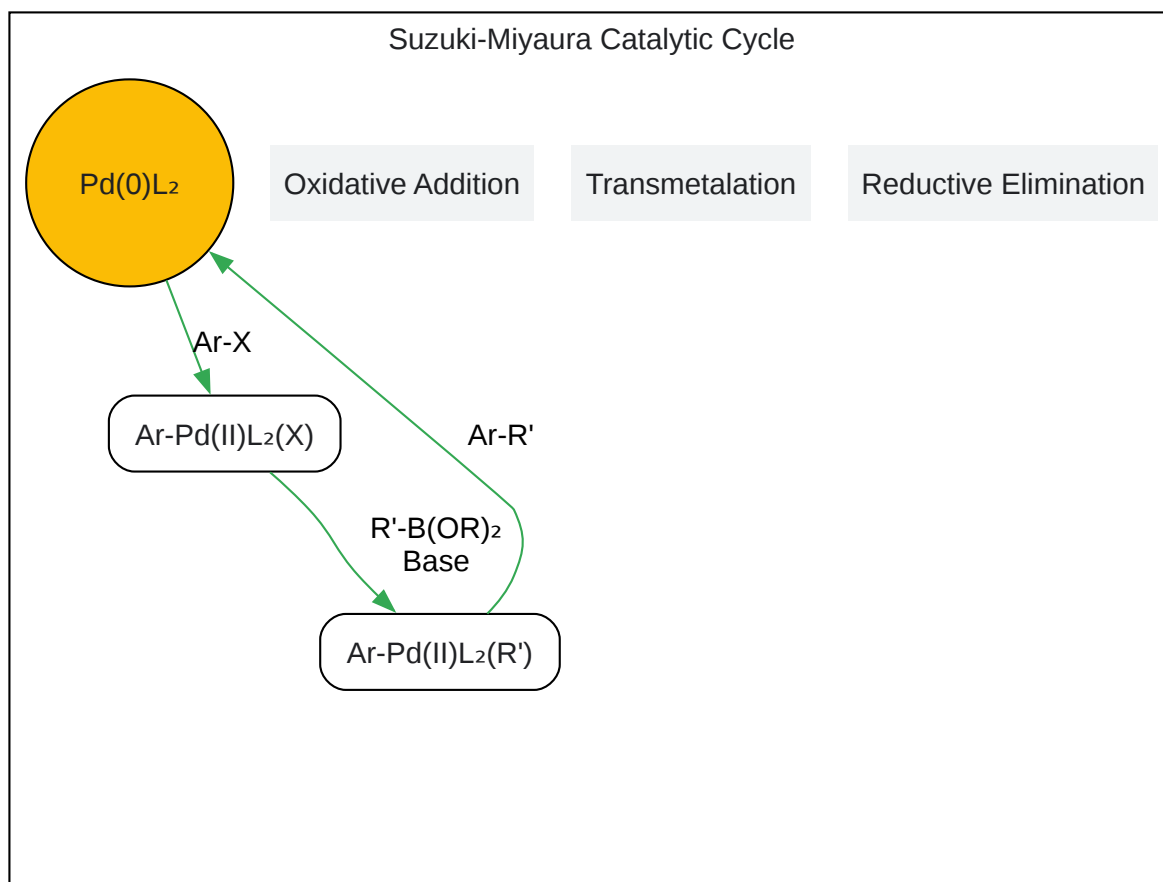 Suzuki-Miyaura Catalytic Cycle
Pd(0)L₂
Oxidative Addition
Transmetalation
Reductive Elimination
Ar-X
Ar-Pd(II)L₂(X)
Ar-R'
R'-B(OR)₂
Base
Ar-Pd(II)L₂(R')